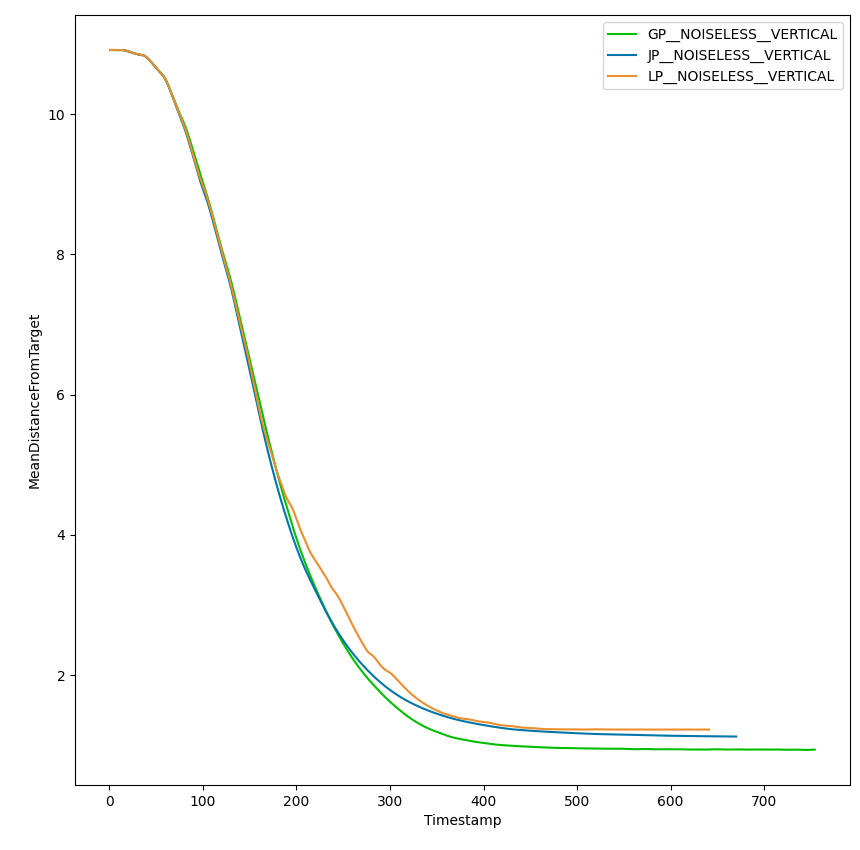 GP__NOISELESS__VERTICAL
JP__NOISELESS__VERTICAL
LP__NOISELESS__VERTICAL
10
8
6
4
2
MeanDistanceFromTarget
0 100 200 300 400 500 600 700
Timestamp